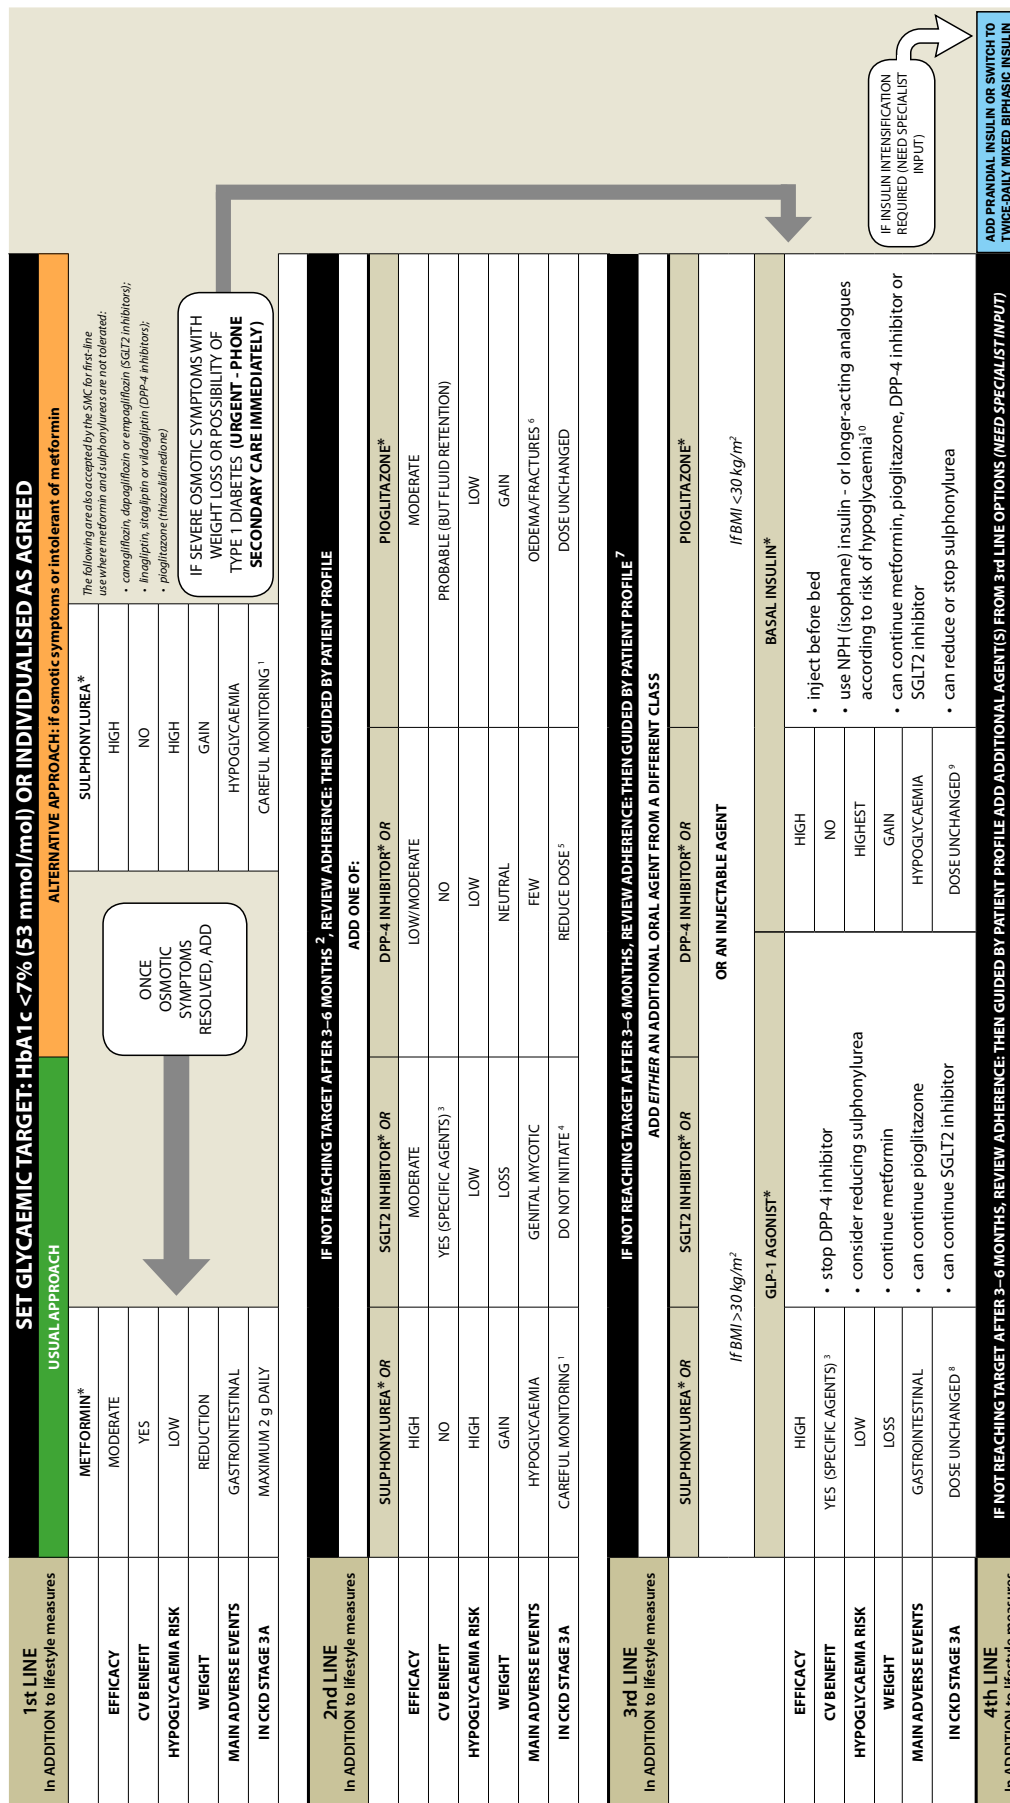 SET GLYCAEMIC TARGET: HbA1c <7% (53 mmol/mol) OR INDIVIDUALISED AS AGREED
1st LINE
In ADDITION to lifestyle measures
USUAL APPROACH
ALTERNATIVE APPROACH: if osmotic symptoms or intolerant of metformin
METFORMIN*
SULPHONYLUREA*
EFFICACY
MODERATE
HIGH
CV BENEFIT
YES
NO
HYPOGLYCAEMIA RISK
LOW
HIGH
WEIGHT
REDUCTION
GAIN
MAIN ADVERSE EVENTS
GASTROINTESTINAL
HYPOGLYCAEMIA
IN CKD STAGE 3A
MAXIMUM 2 g DAILY
CAREFUL MONITORING 1
ONCE
OSMOTIC
SYMPTOMS
RESOLVED, ADD
The following are also accepted by the SMC for first-line
use where metformin and sulphonylureas are not tolerated:
• canagliflozin, dapagliflozin or empagliflozin (SGLT2 inhibitors);
• linagliptin, sitagliptin or vildagliptin (DPP-4 inhibitors);
• pioglitazone (thiazolidinedione)
IF SEVERE OSMOTIC SYMPTOMS WITH
WEIGHT LOSS OR POSSIBILITY OF
TYPE 1 DIABETES (URGENT - PHONE
SECONDARY CARE IMMEDIATELY)
2nd LINE
In ADDITION to lifestyle measures
IF NOT REACHING TARGET AFTER 3–6 MONTHS 2, REVIEW ADHERENCE: THEN GUIDED BY PATIENT PROFILE
ADD ONE OF:
SULPHONYLUREA* OR
SGLT2 INHIBITOR* OR
DPP-4 INHIBITOR* OR
PIOGLITAZONE*
EFFICACY
HIGH
MODERATE
LOW/MODERATE
MODERATE
CV BENEFIT
NO
YES (SPECIFIC AGENTS) 3
NO
PROBABLE (BUT FLUID RETENTION)
HYPOGLYCAEMIA RISK
HIGH
LOW
LOW
LOW
WEIGHT
GAIN
LOSS
NEUTRAL
GAIN
MAIN ADVERSE EVENTS
HYPOGLYCAEMIA
GENITAL MYCOTIC
FEW
OEDEMA/FRACTURES 6
IN CKD STAGE 3A
CAREFUL MONITORING 1
DO NOT INITIATE 4
REDUCE DOSE 5
DOSE UNCHANGED
3rd LINE
In ADDITION to lifestyle measures
IF NOT REACHING TARGET AFTER 3–6 MONTHS, REVIEW ADHERENCE: THEN GUIDED BY PATIENT PROFILE 7
ADD EITHER AN ADDITIONAL ORAL AGENT FROM A DIFFERENT CLASS
SULPHONYLUREA* OR
SGLT2 INHIBITOR* OR
DPP-4 INHIBITOR* OR
PIOGLITAZONE*
OR AN INJECTABLE AGENT
If BMI >30 kg/m2
If BMI <30 kg/m2
GLP-1 AGONIST*
BASAL INSULIN*
EFFICACY
HIGH
HIGH
CV BENEFIT
YES (SPECIFIC AGENTS) 3
NO
HYPOGLYCAEMIA RISK
LOW
HIGHEST
WEIGHT
LOSS
GAIN
MAIN ADVERSE EVENTS
GASTROINTESTINAL
HYPOGLYCAEMIA
IN CKD STAGE 3A
DOSE UNCHANGED 8
DOSE UNCHANGED 9
• stop DPP-4 inhibitor
• consider reducing sulphonylurea
• continue metformin
• can continue pioglitazone
• can continue SGLT2 inhibitor
• inject before bed
• use NPH (isophane) insulin - or longer-acting analogues
according to risk of hypoglycaemia10
• can continue metformin, pioglitazone, DPP-4 inhibitor or
SGLT2 inhibitor
• can reduce or stop sulphonylurea
IF INSULIN INTENSIFICATION
REQUIRED (NEED SPECIALIST
INPUT)
4th LINE
In ADDITION to lifestyle measures
IF NOT REACHING TARGET AFTER 3–6 MONTHS, REVIEW ADHERENCE: THEN GUIDED BY PATIENT PROFILE ADD ADDITIONAL AGENT(S) FROM 3rd LINE OPTIONS (NEED SPECIALIST INPUT)
ADD PRANDIAL INSULIN OR SWITCH TO
TWICE-DAILY MIXED BIPHASIC INSULIN